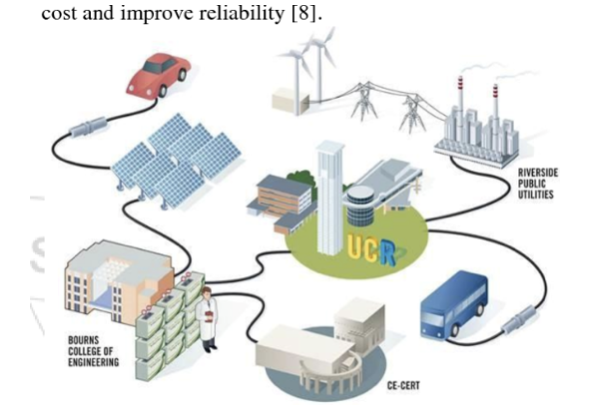 cost and improve reliability [8].
RIVERSIDE
PUBLIC
UTILITIES
UCR
BOURNS
COLLEGE OF
ENGINEERING
CE-CERT